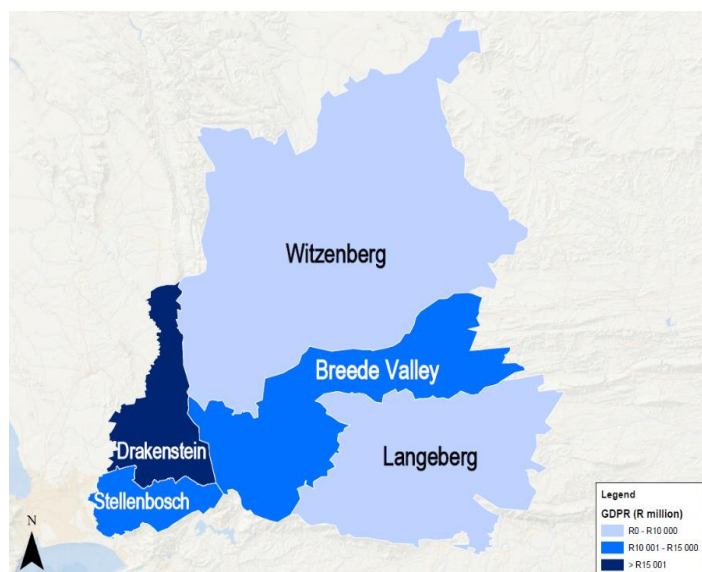 Witzenberg
Breede Valley
Drakenstein
Langeberg
Stellenbosch
N
Legend
GDPR (R million)
R0 - R10 000
R10 001 - R15 000
> R15 001